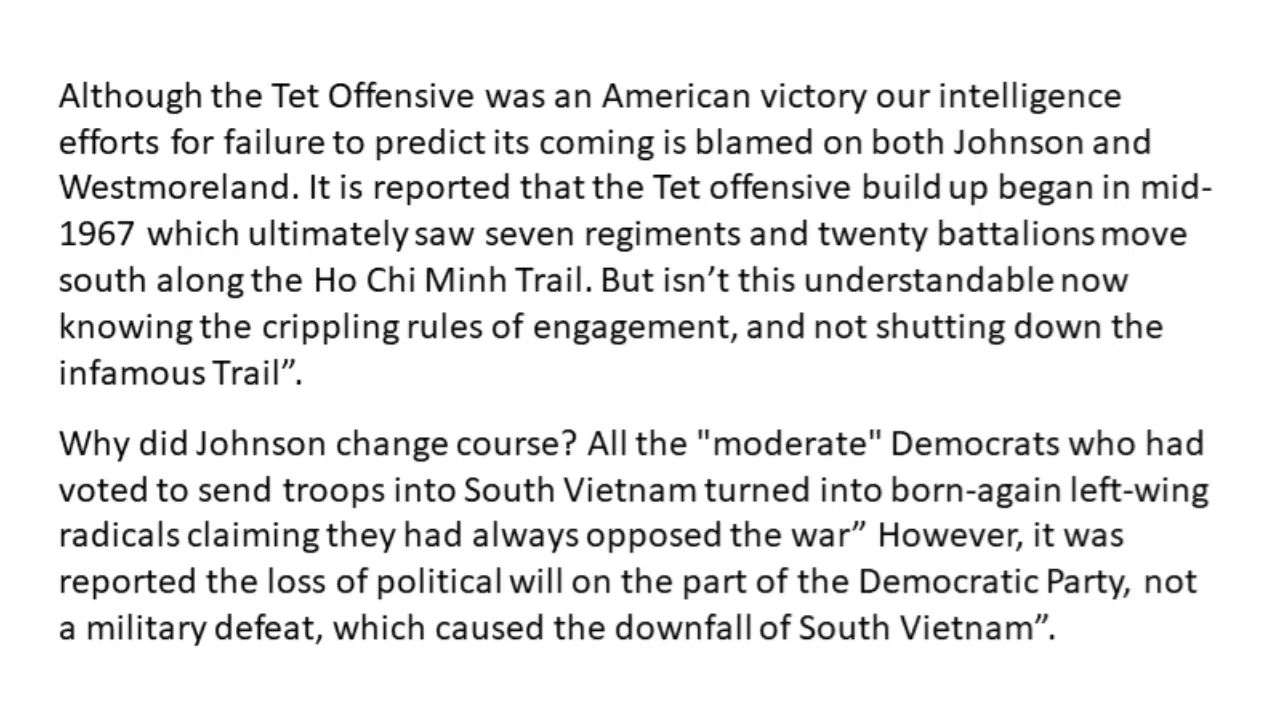 Although the Tet Offensive was an American victory our intelligence
efforts for failure to predict its coming is blamed on both Johnson and
Westmoreland. It is reported that the Tet offensive build up began in mid-
1967 which ultimately saw seven regiments and twenty battalions move
south along the Ho Chi Minh Trail. But isn’t this understandable now
knowing the crippling rules of engagement, and not shutting down the
infamous Trail”.
Why did Johnson change course? All the "moderate" Democrats who had
voted to send troops into South Vietnam turned into born-again left-wing
radicals claiming they had always opposed the war” However, it was
reported the loss of political will on the part of the Democratic Party, not
a military defeat, which caused the downfall of South Vietnam”.